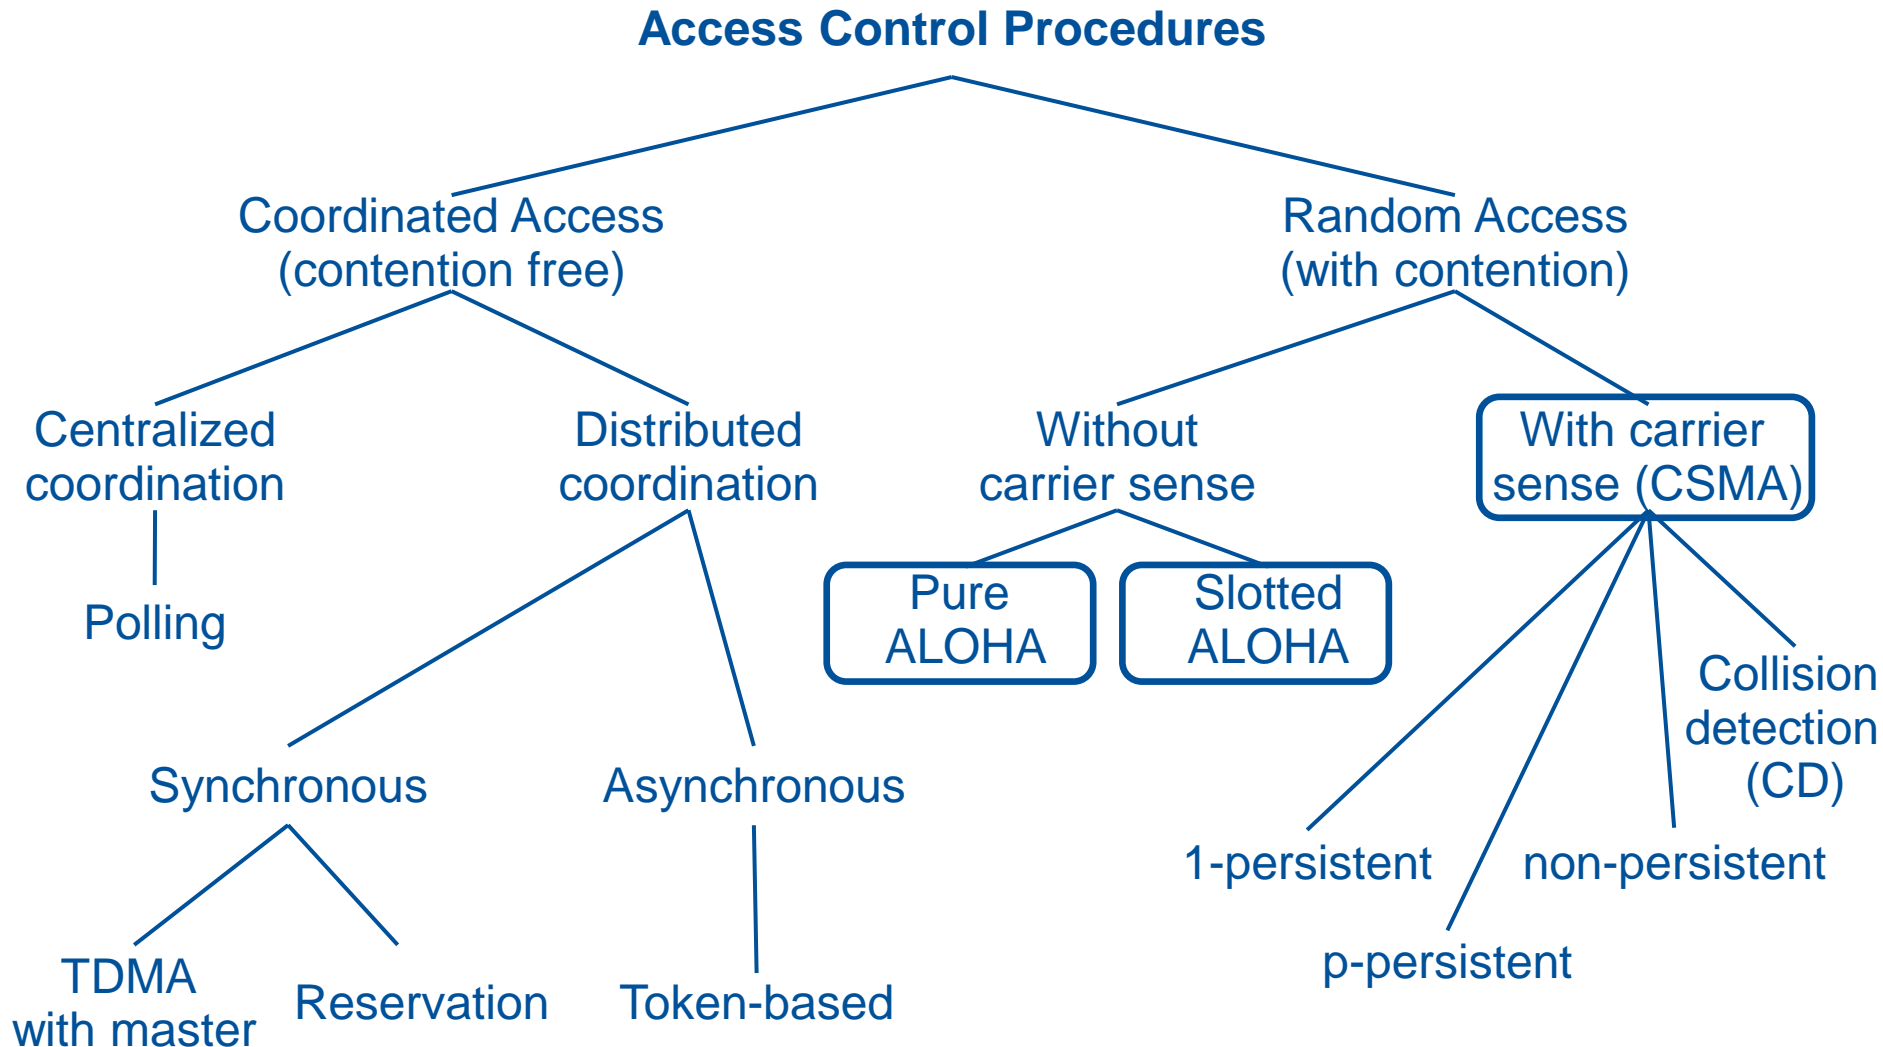 Access Control Procedures
Coordinated Access
(contention free)
Random Access
(with contention)
Centralized
coordination
Distributed
coordination
Without
carrier sense
With carrier
sense (CSMA)
Polling
Pure
ALOHA
Slotted
ALOHA
Collision
detection
(CD)
Synchronous
Asynchronous
1-persistent
non-persistent
p-persistent
TDMA
with master
Reservation
Token-based